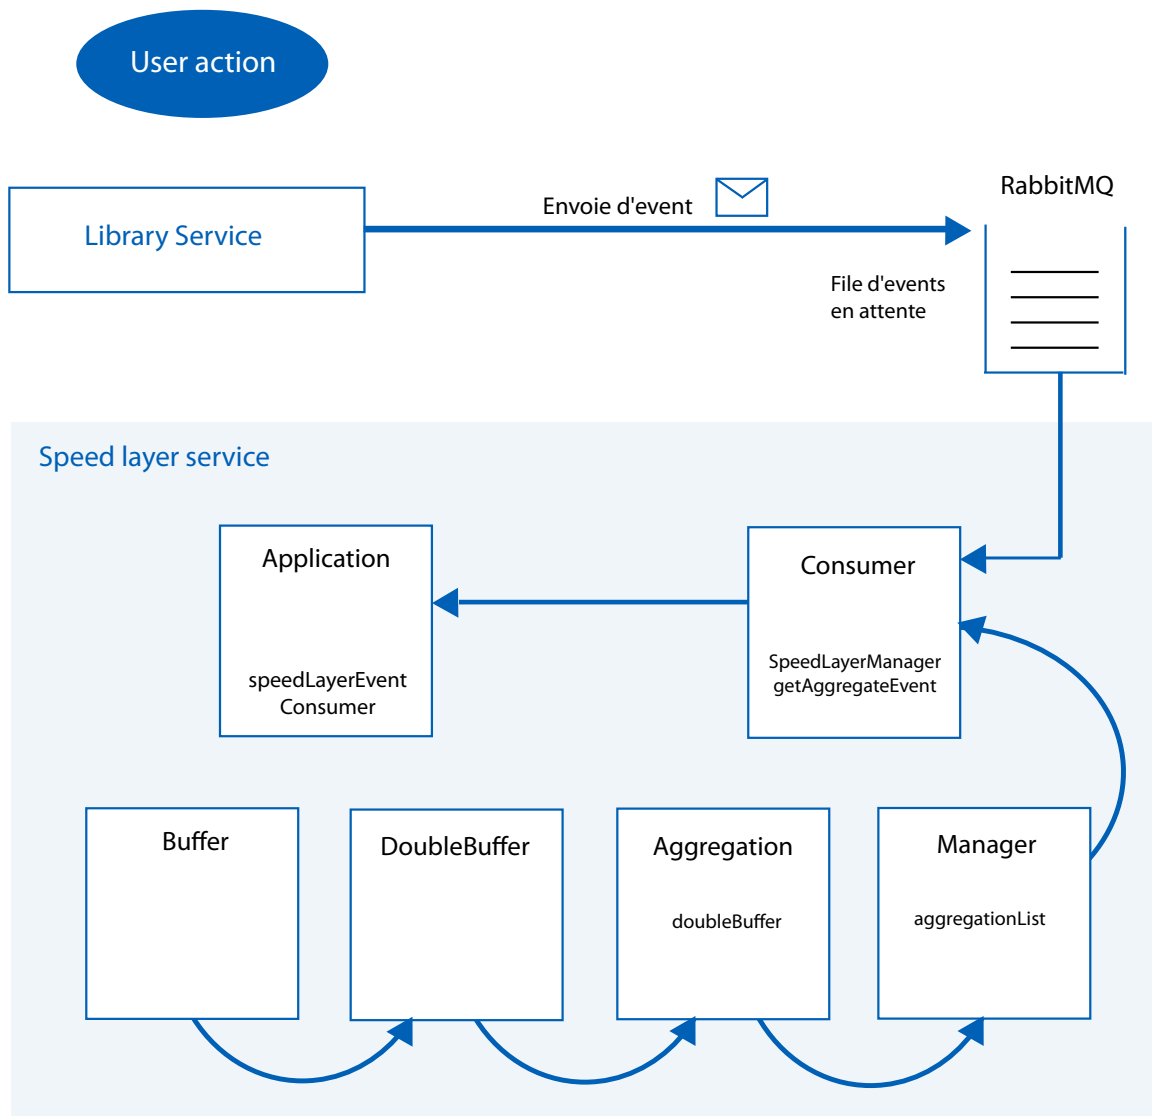 User action
Library Service
Envoie d'event
RabbitMQ
File d'events
en attente
Speed layer service
Application
speedLayerEvent
Consumer
Consumer
SpeedLayerManager
getAggregateEvent
Buffer
DoubleBuffer
Aggregation
doubleBuffer
Manager
aggregationList